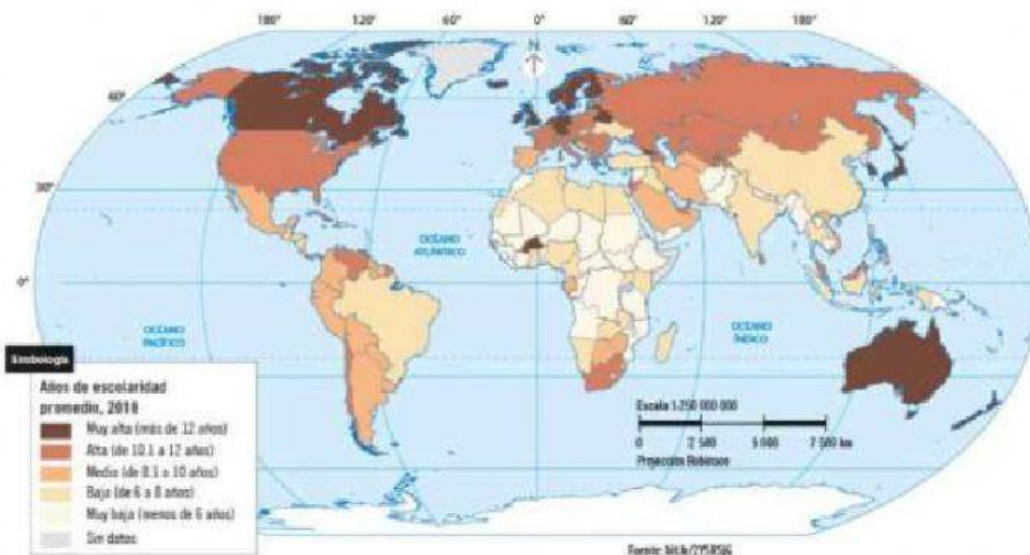 180° 120° 60° 0° 60° 120° 180°
N
30°
0°
OCÉANO
ATLÁNTICO
OCÉANO
PACÍFICO
OCÉANO
ÍNDICO
Simbología
Años de escolaridad
promedio, 2018
Muy alta (más de 12 años)
Alta (de 10.1 a 12 años)
Media (de 8.1 a 10 años)
Baja (de 6 a 8 años)
Muy baja (menos de 6 años)
Sin datos
Escala 1:250 000 000
0 2 500 5 000 7 500 km
Proyección Robinson
Fuente: